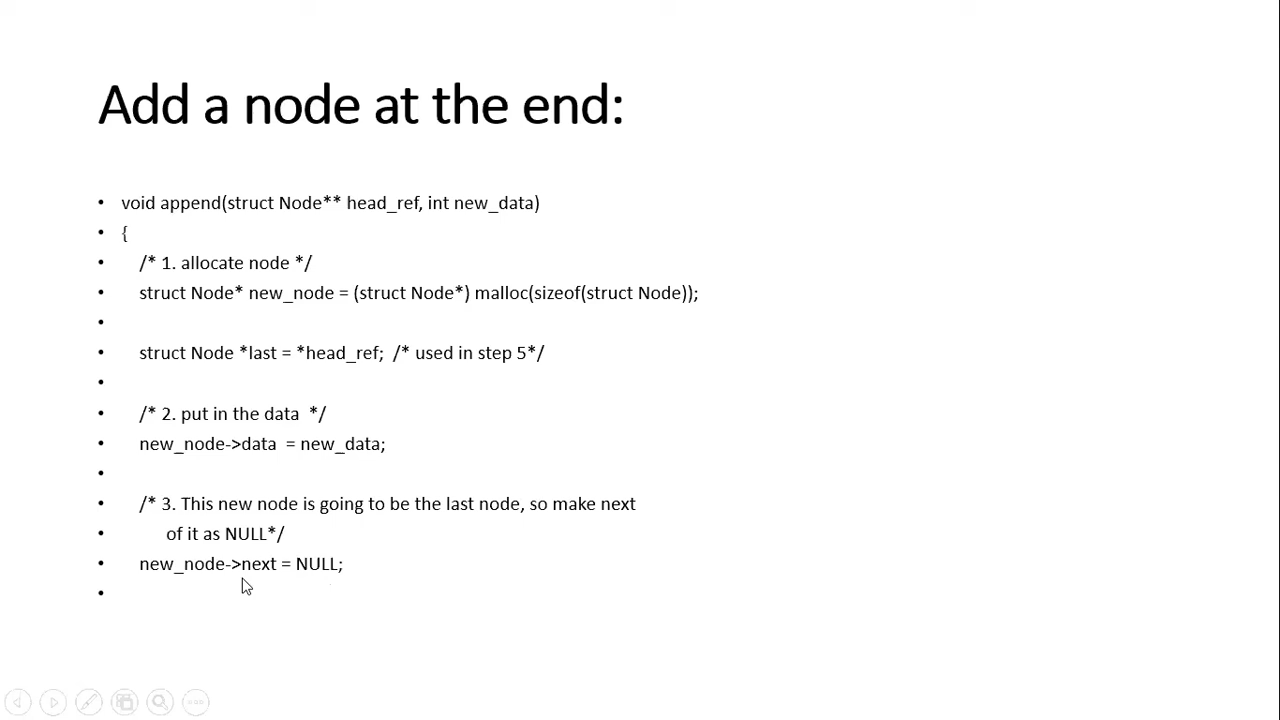 Add a node at the end:
• void append(struct Node** head_ref, int new_data)
• {
• /* 1. allocate node */
• struct Node* new_node = (struct Node*) malloc(sizeof(struct Node));
•
• struct Node *last = *head_ref;  /* used in step 5*/
•
• /* 2. put in the data  */
• new_node->data  = new_data;
•
• /* 3. This new node is going to be the last node, so make next
• of it as NULL*/
• new_node->next = NULL;
•